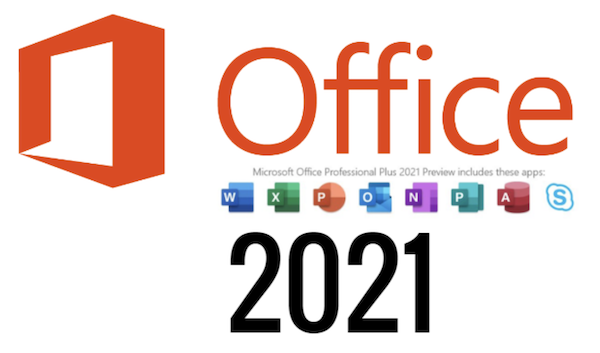 Office
Microsoft Office Professional Plus 2021 Preview includes these apps:
W X P O N P A S
2021